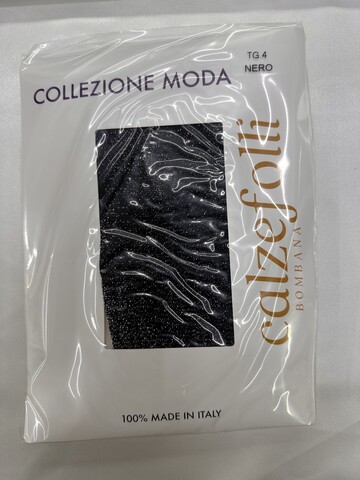 TG.4
NERO
COLLEZIONE MODA
calzefolli
BOMBANA
100% MADE IN ITALY